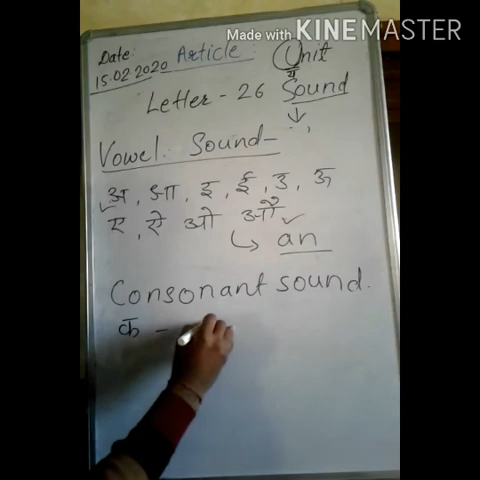 Made with KINEMASTER
Date: Article: Unit
15.02.2020 य
Letter - 26 Sound
Vowel: Sound-
अ, आ, इ, ई, उ, ऊ
ए, ऐ ओ औ
an
Consonant sound.
क -